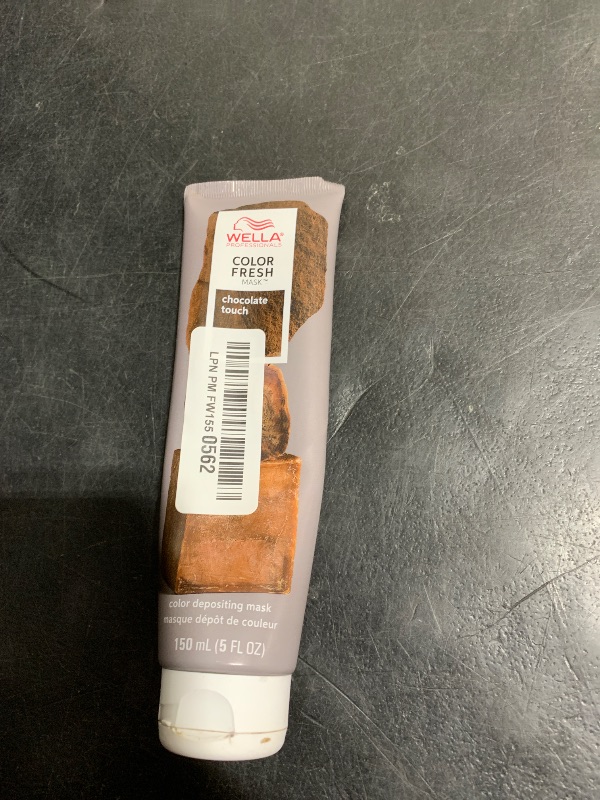 WELLA®
PROFESSIONALS
COLOR
FRESH
MASK™
chocolate
touch
LPN PM FW155 0562
color depositing mask
masque dépôt de couleur
150 mL (5 FL OZ)